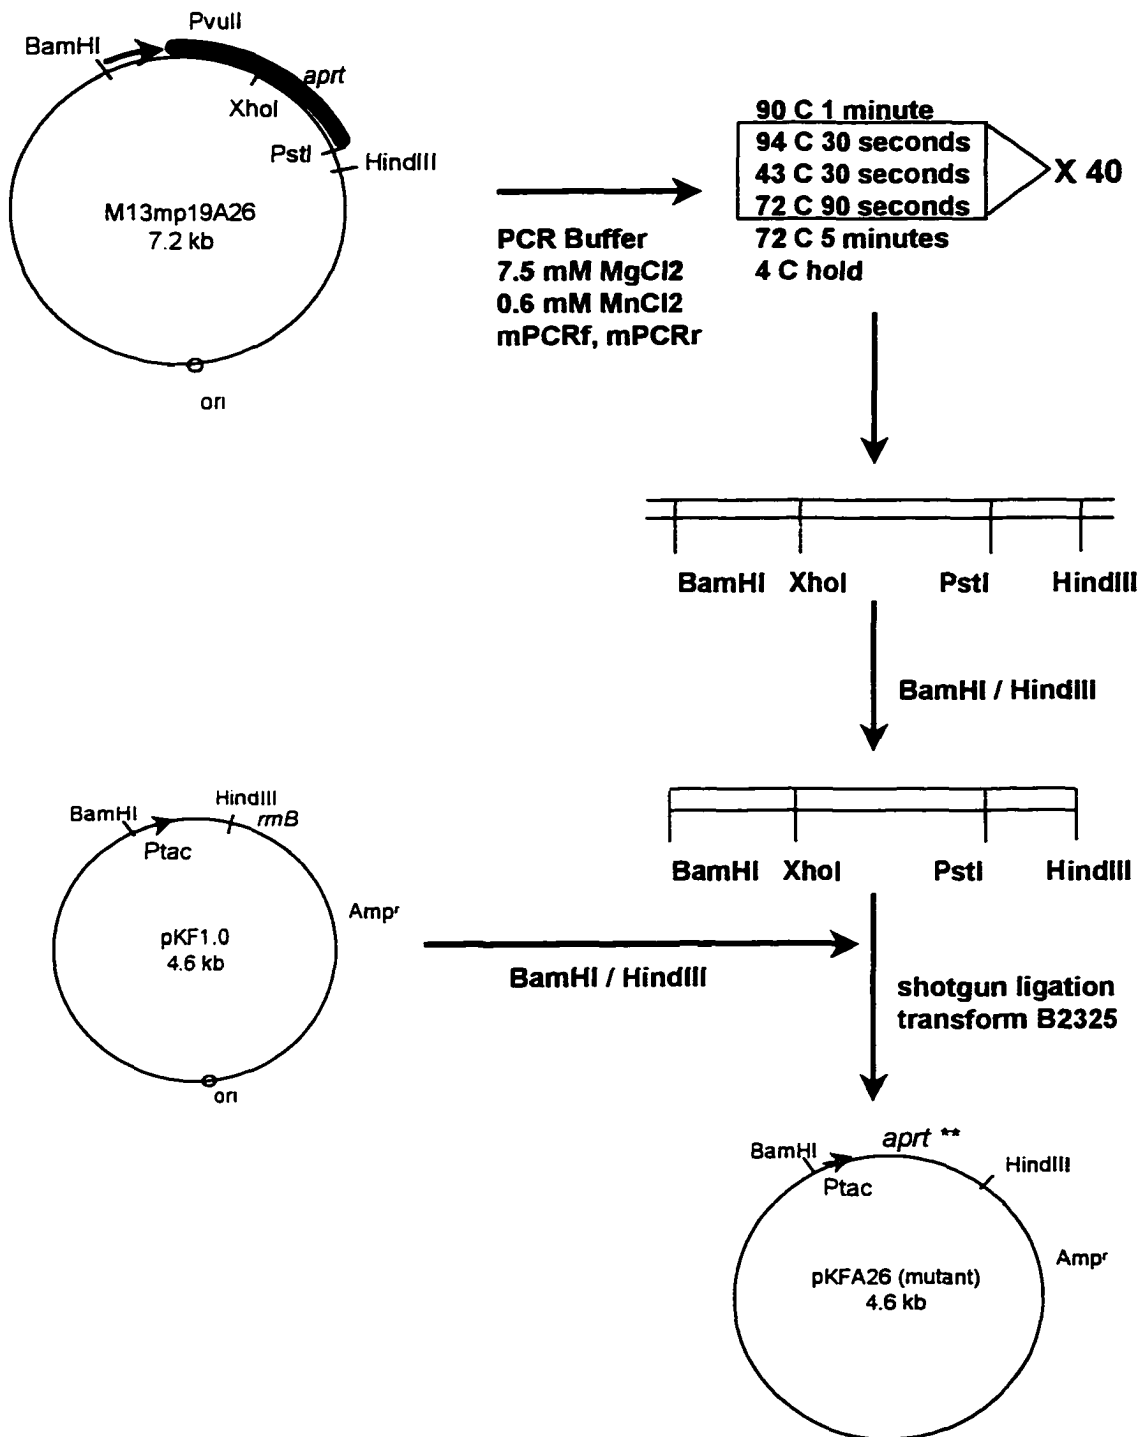 PvuII
BamHI
aprt
XhoI
PstI
HindIII
M13mp19A26
7.2 kb
ori
PCR Buffer
7.5 mM MgCl2
0.6 mM MnCl2
mPCRf, mPCRr
90 C 1 minute
94 C 30 seconds
43 C 30 seconds
72 C 90 seconds
X 40
72 C 5 minutes
4 C hold
BamHI XhoI PstI HindIII
BamHI / HindIII
BamHI XhoI PstI HindIII
BamHI
HindIII
rrnB
Ptac
Ampʳ
pKF1.0
4.6 kb
ori
BamHI / HindIII
shotgun ligation
transform B2325
aprt **
BamHI
HindIII
Ptac
Ampʳ
pKFA26 (mutant)
4.6 kb